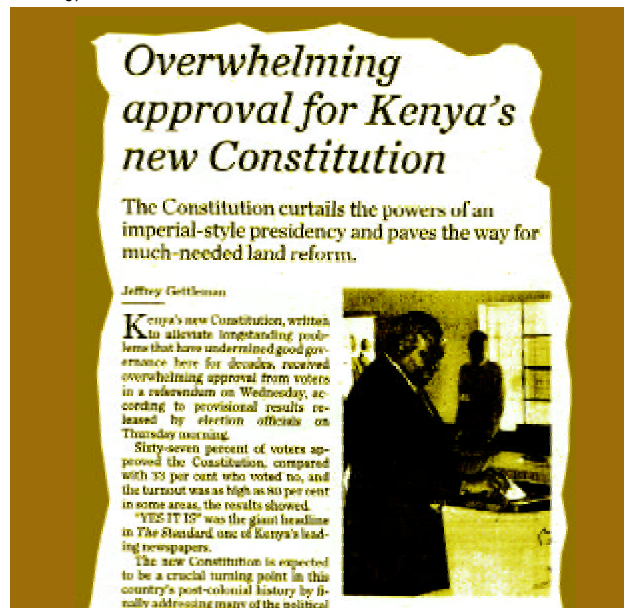 Overwhelming
approval for Kenya's
new Constitution
The Constitution curtails the powers of an
imperial-style presidency and paves the way for
much-needed land reform.
Jeffrey Gettleman
Kenya's new Constitution, written
to alleviate longstanding prob-
lems that have undermined good gov-
ernance here for decades, received
overwhelming approval from voters
in a referendum on Wednesday, ac-
cording to provisional results re-
leased by election officials on
Thursday morning.
Sixty-seven percent of voters ap-
proved the Constitution, compared
with 33 per cent who voted no, and
the turnout was as high as 80 per cent
in some areas, the results showed.
"YES IT IS" was the giant headline
in The Standard, one of Kenya's lead-
ing newspapers.
The new Constitution is expected
to be a crucial turning point in this
country's post-colonial history by fi-
nally addressing many of the political